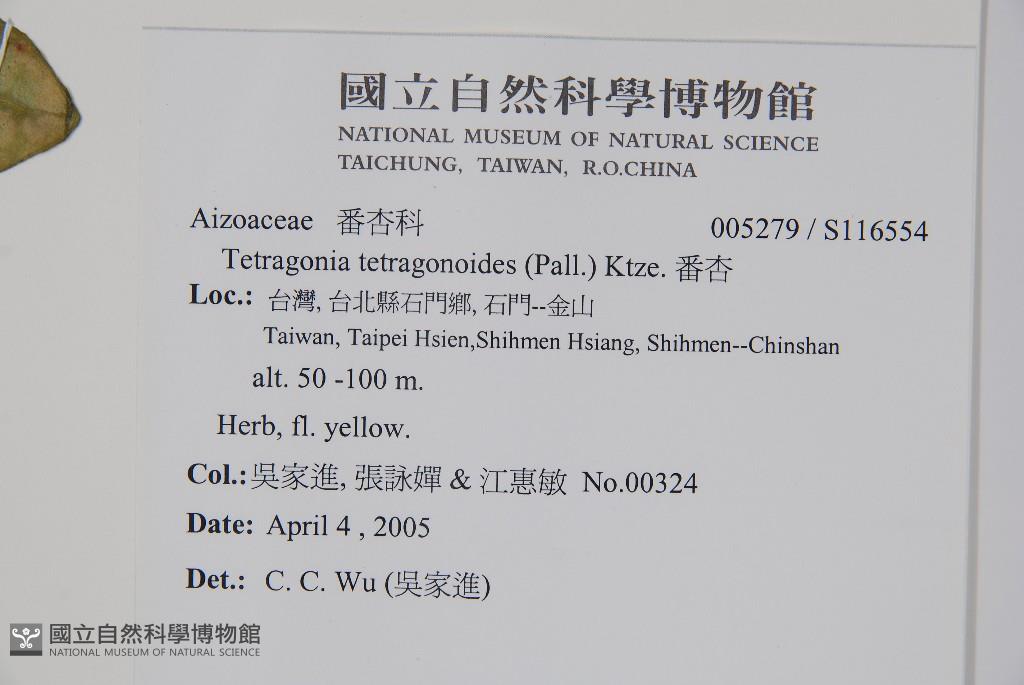 國立自然科學博物館
NATIONAL MUSEUM OF NATURAL SCIENCE
TAICHUNG, TAIWAN, R.O.CHINA
Aizoaceae 番杏科 005279 / S116554
Tetragonia tetragonoides (Pall.) Ktze. 番杏
Loc.: 台灣, 台北縣石門鄉, 石門--金山
Taiwan, Taipei Hsien,Shihmen Hsiang, Shihmen--Chinshan
alt. 50 -100 m.
Herb, fl. yellow.
Col.:吳家進, 張詠嬋 & 江惠敏 No.00324
Date: April 4 , 2005
Det.: C. C. Wu (吳家進)
國立自然科學博物館
NATIONAL MUSEUM OF NATURAL SCIENCE